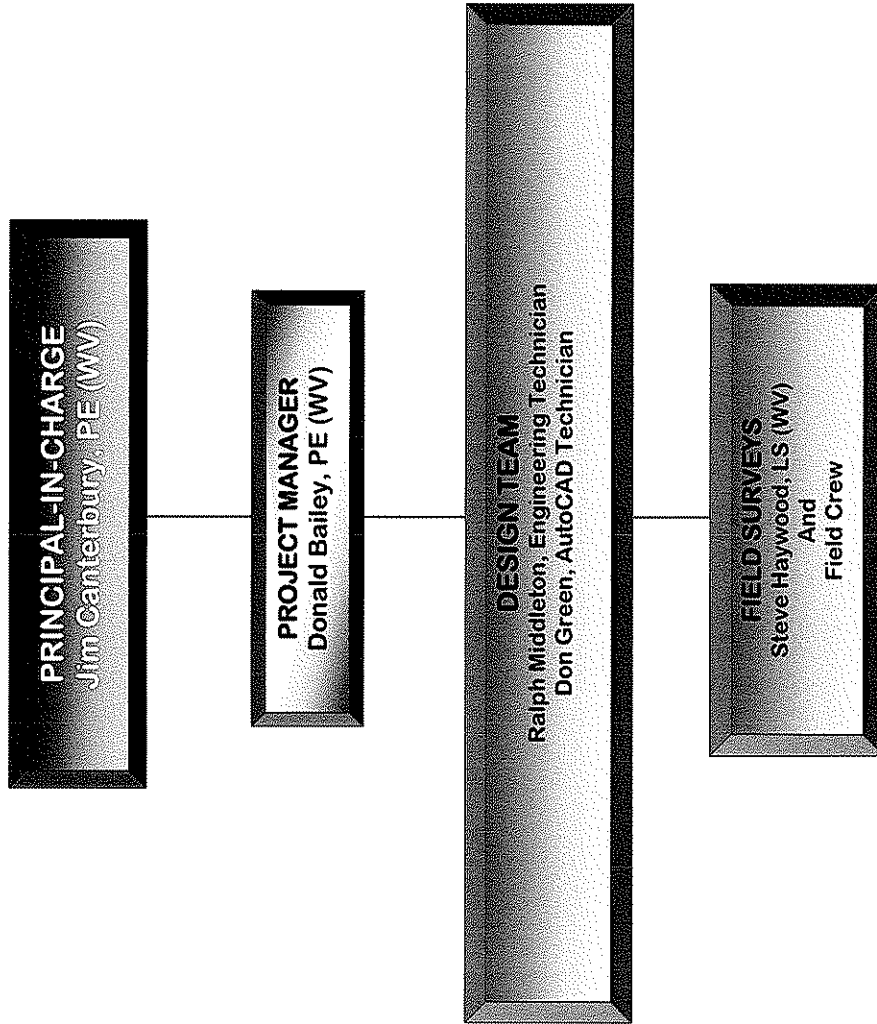 PRINCIPAL-IN-CHARGE
Jim Canterbury, PE (WV)
PROJECT MANAGER
Donald Bailey, PE (WV)
DESIGN TEAM
Ralph Middleton, Engineering Technician
Don Green, AutoCAD Technician
FIELD SURVEYS
Steve Haywood, LS (WV)
And
Field Crew